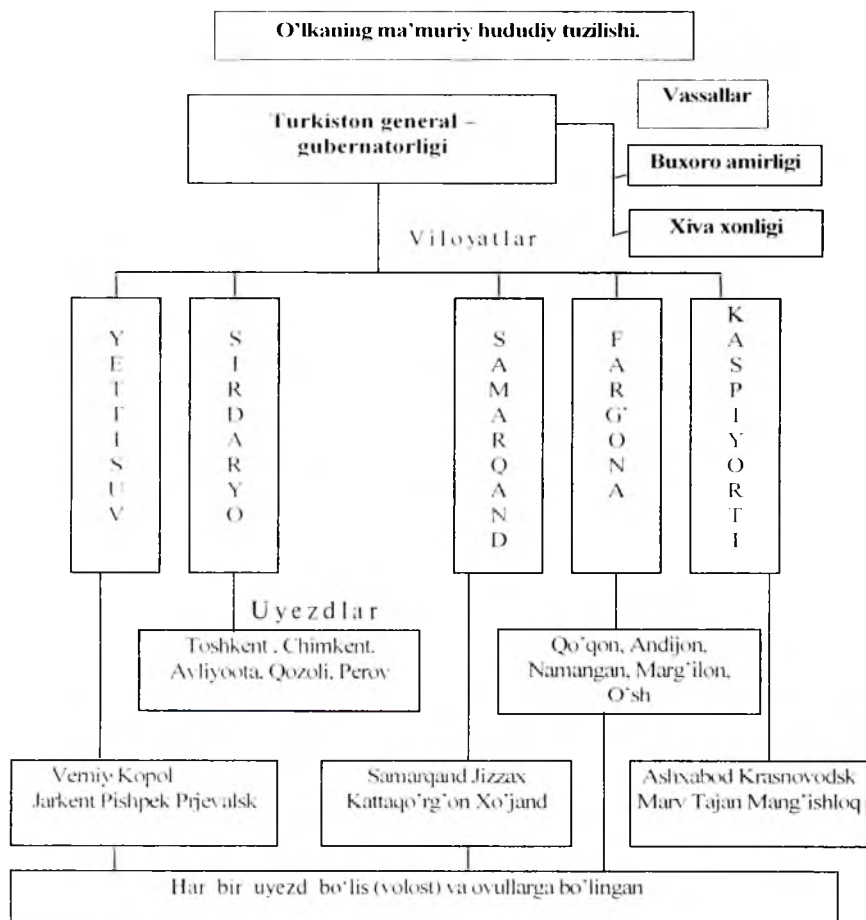 O'lkaning ma'muriy hududiy tuzilishi.
Turkiston general –
gubernatorligi
Vassallar
Buxoro amirligi
Xiva xonligi
Viloyatlar
YETTISUV
SIRDARYO
SAMARQAND
FARG'ONA
KASPIYORTI
Uyezdlar
Toshkent , Chimkent,
Avliyoota, Qozoli, Perov
Qo'qon, Andijon,
Namangan, Marg'ilon,
O'sh
Verniy Kopol
Jarkent Pishpek Prjevalsk
Samarqand Jizzax
Kattaqo'rg'on Xo'jand
Ashxabod Krasnovodsk
Marv Tajan Mang'ishloq
Har bir uyezd bo'lis (volost) va ovullarga bo'lingan